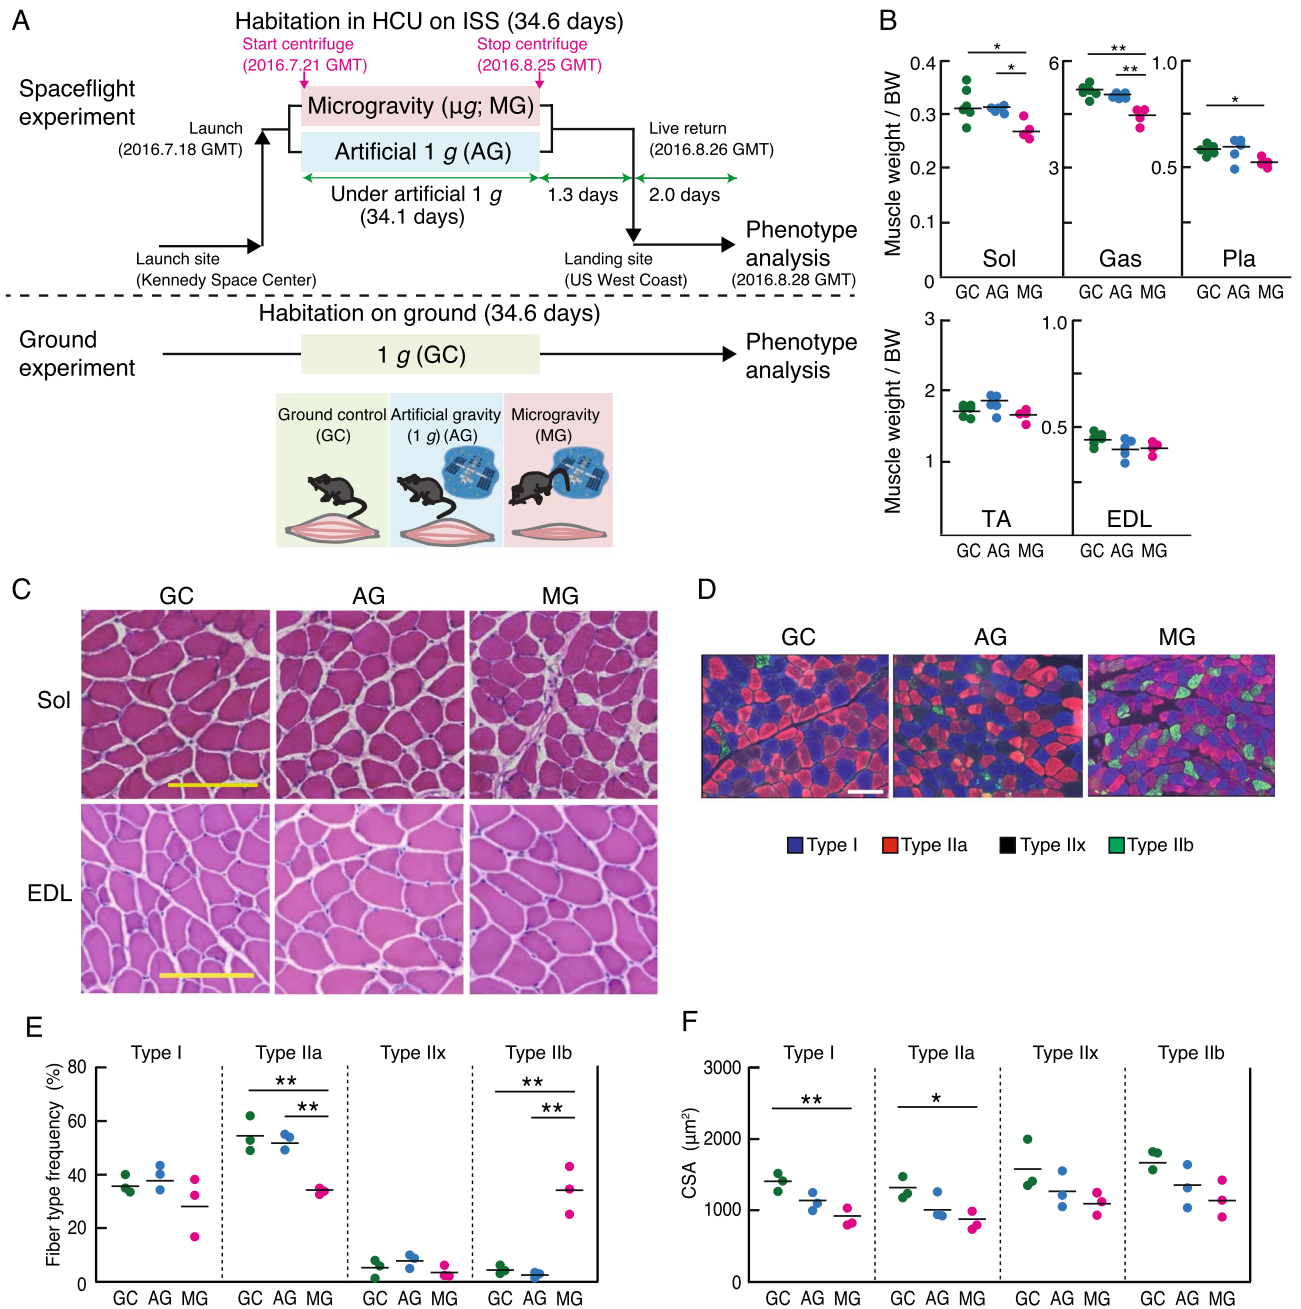 A
Habitation in HCU on ISS (34.6 days)
Start centrifuge
(2016.7.21 GMT)
Stop centrifuge
(2016.8.25 GMT)
Spaceflight
experiment
Microgravity (µg; MG)
Artificial 1 g (AG)
Launch
(2016.7.18 GMT)
Live return
(2016.8.26 GMT)
Under artificial 1 g
(34.1 days)
1.3 days
2.0 days
Launch site
(Kennedy Space Center)
Landing site
(US West Coast)
Phenotype
analysis
(2016.8.28 GMT)
Habitation on ground (34.6 days)
Ground
experiment
1 g (GC)
Phenotype
analysis
Ground control
(GC)
Artificial gravity
(1 g) (AG)
Microgravity
(MG)
B
Muscle weight / BW
0.4
0.3
0.2
0.1
0
* *
Sol
GC AG MG
6
3
** **
Gas
GC AG MG
1.0
0.5
*
Pla
GC AG MG
Muscle weight / BW
3
2
1
TA
GC AG MG
1.0
0.5
EDL
GC AG MG
C
GC AG MG
Sol
EDL
D
GC AG MG
Type I Type IIa Type IIx Type IIb
E
Type I Type IIa Type IIx Type IIb
Fiber type frequency (%)
80
60
40
20
0
** ** ** **
GC AG MG GC AG MG GC AG MG GC AG MG
F
Type I Type IIa Type IIx Type IIb
CSA (µm²)
3000
2000
1000
0
** *
GC AG MG GC AG MG GC AG MG GC AG MG